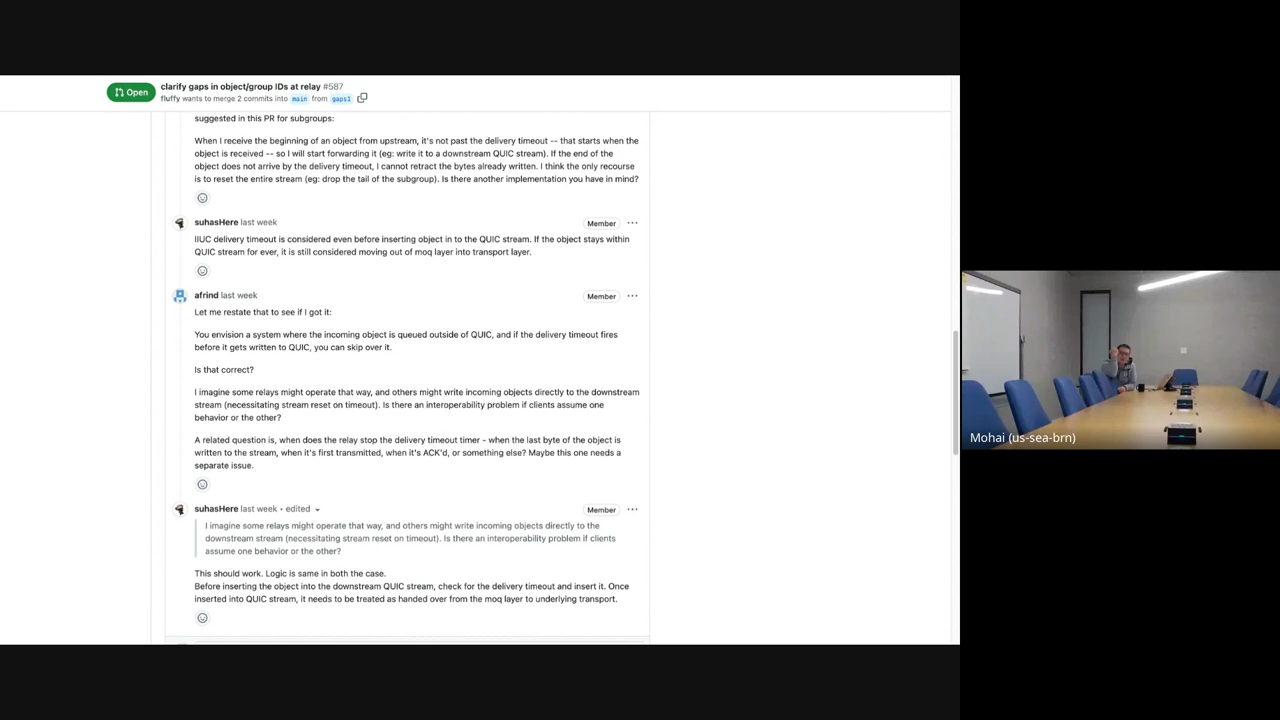 Open
clarify gaps in object/group IDs at relay #587
fluffy wants to merge 2 commits into main from gaps1
suggested in this PR for subgroups:
When I receive the beginning of an object from upstream, it's not past the delivery timeout -- that starts when the
object is received -- so I will start forwarding it (eg: write it to a downstream QUIC stream). If the end of the
object does not arrive by the delivery timeout, I cannot retract the bytes already written. I think the only recourse
is to reset the entire stream (eg: drop the tail of the subgroup). Is there another implementation you have in mind?
suhasHere last week
Member
IIUC delivery timeout is considered even before inserting object in to the QUIC stream. If the object stays within
QUIC stream for ever, it is still considered moving out of moq layer into transport layer.
afrind last week
Member
Let me restate that to see if I got it:
You envision a system where the incoming object is queued outside of QUIC, and if the delivery timeout fires
before it gets written to QUIC, you can skip over it.
Is that correct?
I imagine some relays might operate that way, and others might write incoming objects directly to the downstream
stream (necessitating stream reset on timeout). Is there an interoperability problem if clients assume one
behavior or the other?
A related question is, when does the relay stop the delivery timeout timer - when the last byte of the object is
written to the stream, when it's first transmitted, when it's ACK'd, or something else? Maybe this one needs a
separate issue.
suhasHere last week • edited
Member
I imagine some relays might operate that way, and others might write incoming objects directly to the
downstream stream (necessitating stream reset on timeout). Is there an interoperability problem if clients
assume one behavior or the other?
This should work. Logic is same in both the case.
Before inserting the object into the downstream QUIC stream, check for the delivery timeout and insert it. Once
inserted into QUIC stream, it needs to be treated as handed over from the moq layer to underlying transport.
Mohai (us-sea-brn)